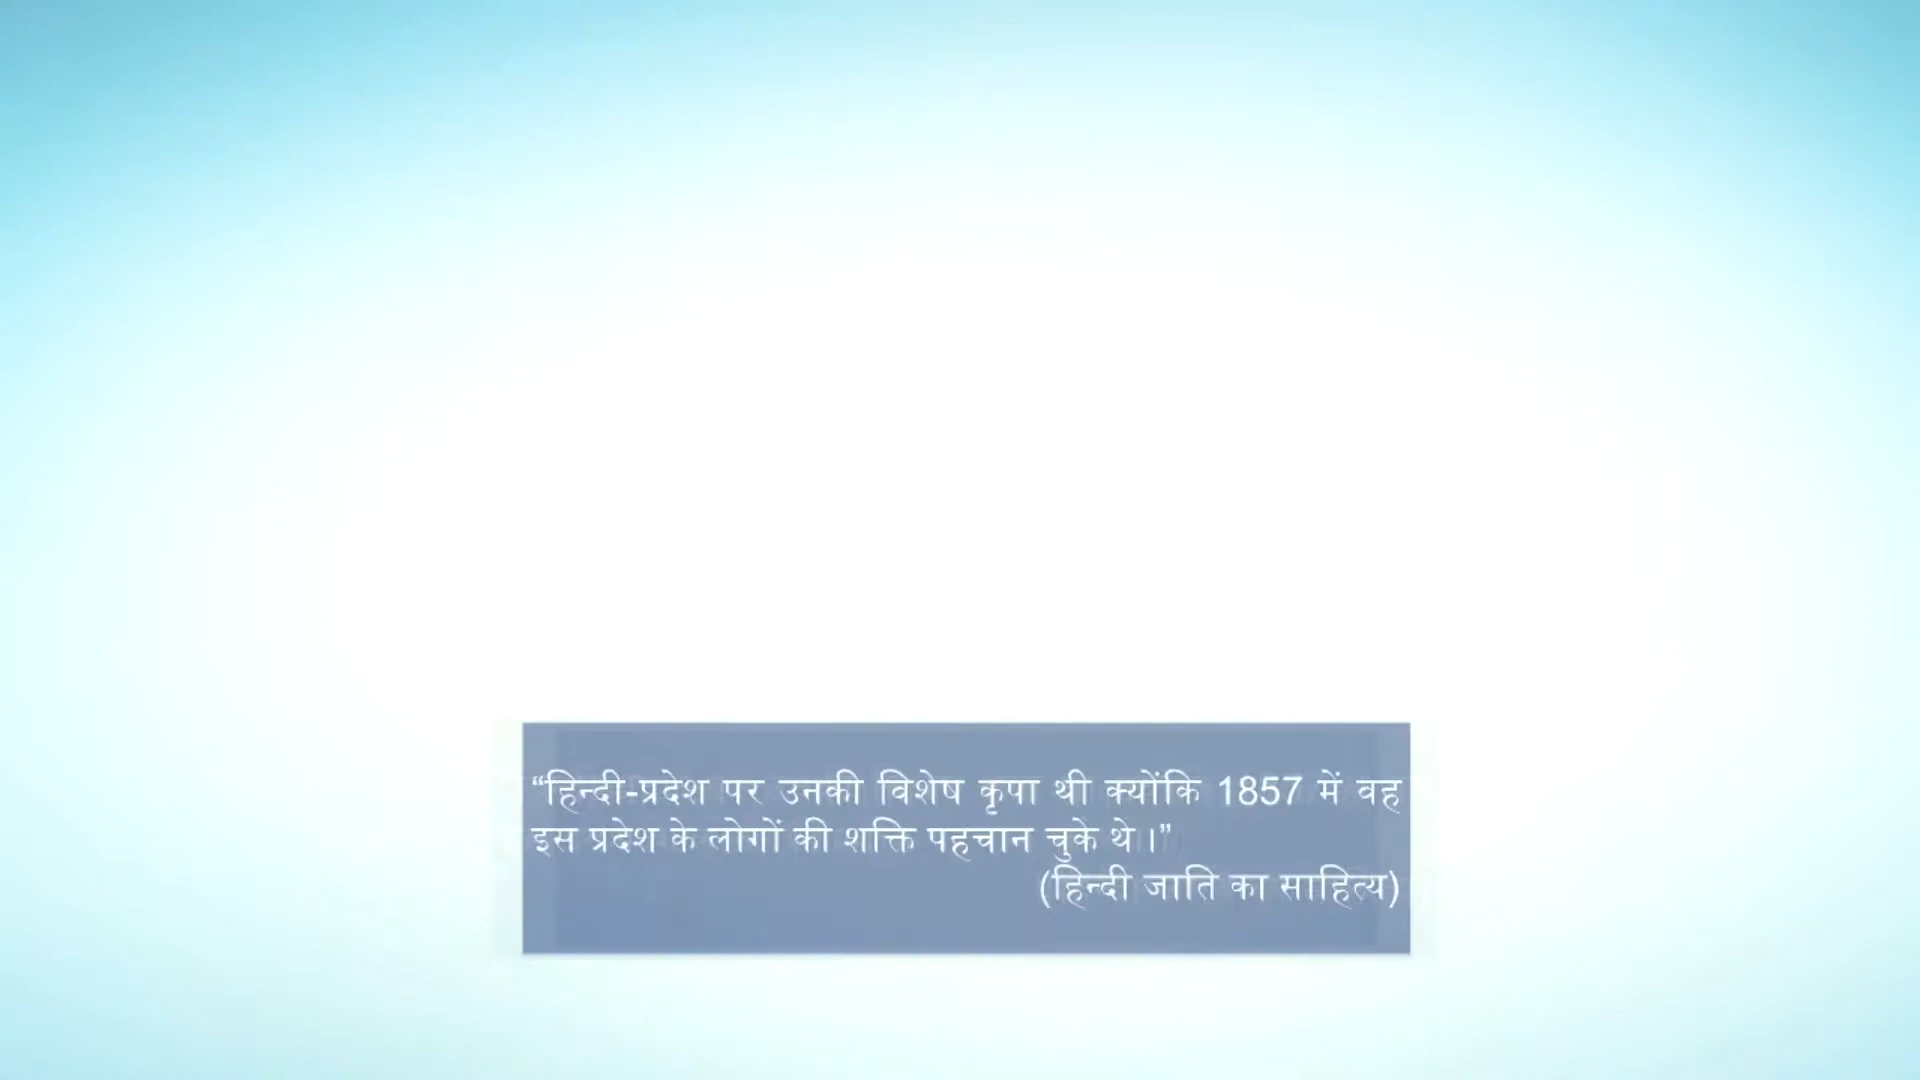 “हिन्दी-प्रदेश पर उनकी विशेष कृपा थी क्योंकि 1857 में वह
इस प्रदेश के लोगों की शक्ति पहचान चुके थे।”
(हिन्दी जाति का साहित्य)